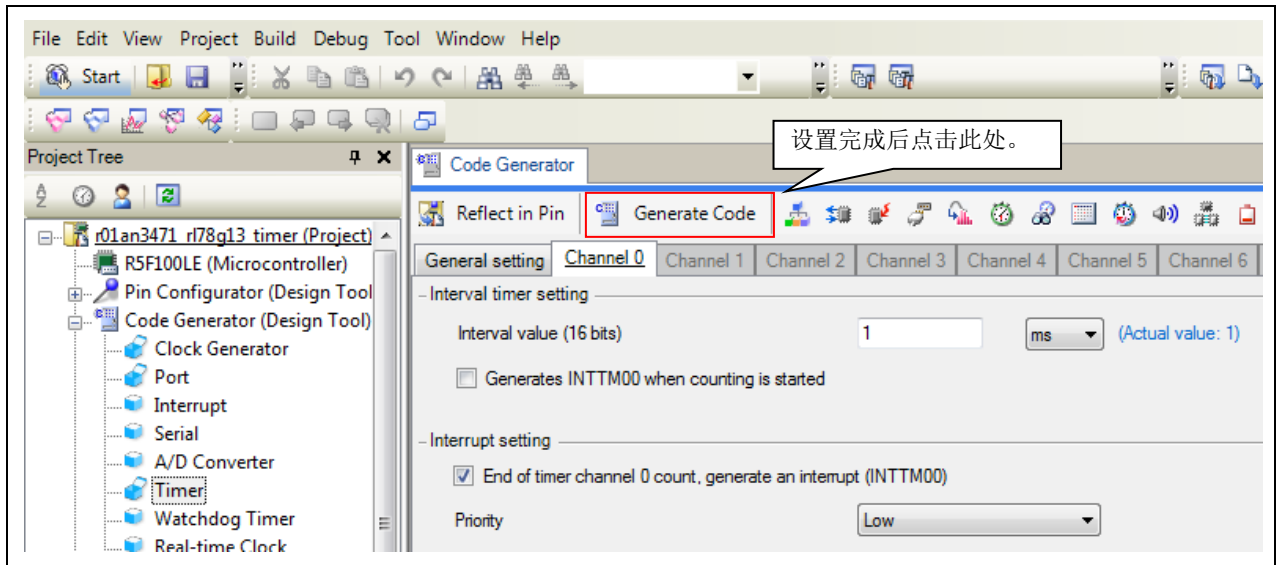 File Edit View Project Build Debug Tool Window Help
Start
设置完成后点击此处。
Project Tree
Code Generator
Reflect in Pin Generate Code
r01an3471_rl78g13_timer (Project)
R5F100LE (Microcontroller)
Pin Configurator (Design Tool
Code Generator (Design Tool)
Clock Generator
Port
Interrupt
Serial
A/D Converter
Timer
Watchdog Timer
Real-time Clock
General setting Channel 0 Channel 1 Channel 2 Channel 3 Channel 4 Channel 5 Channel 6
Interval timer setting
Interval value (16 bits) 1 ms (Actual value: 1)
Generates INTTM00 when counting is started
Interrupt setting
End of timer channel 0 count, generate an interrupt (INTTM00)
Priority Low